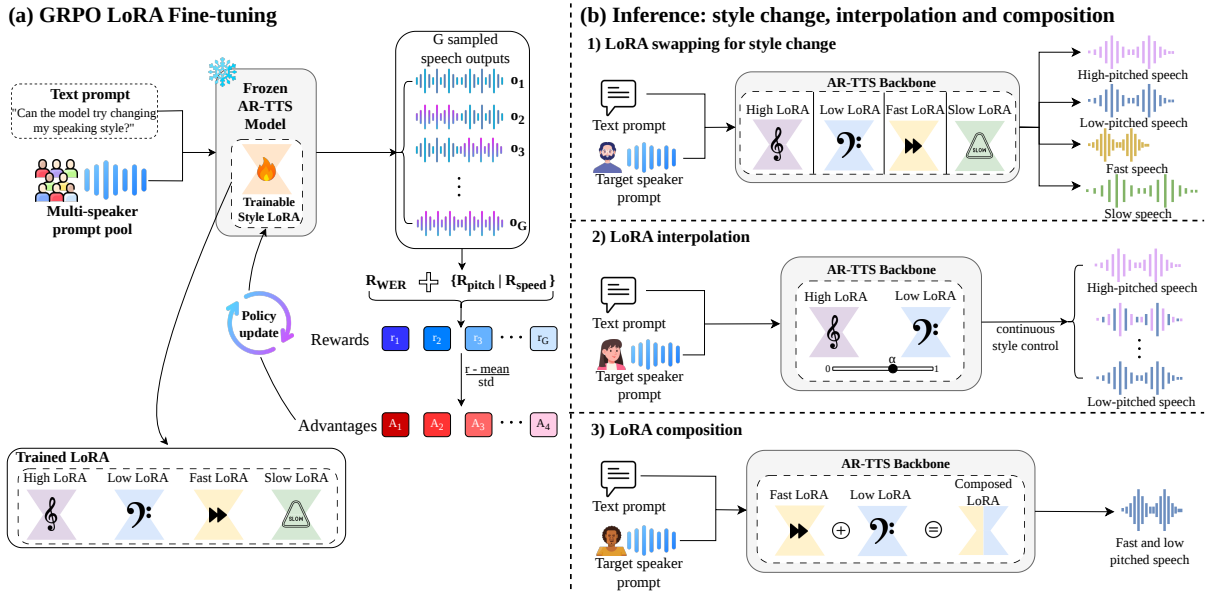 (a) GRPO LoRA Fine-tuning
Text prompt
"Can the model try changing
my speaking style?"
Multi-speaker
prompt pool
Frozen
AR-TTS
Model
Trainable
Style LoRA
G sampled
speech outputs
o1
o2
o3
⋮
oG
RWER + {Rpitch | Rspeed}
Policy
update
Rewards r1 r2 r3 ··· rG
r - mean
std
Advantages A1 A2 A3 ··· A4
Trained LoRA
High LoRA Low LoRA Fast LoRA Slow LoRA
SLOW
(b) Inference: style change, interpolation and composition
1) LoRA swapping for style change
Text prompt
Target speaker
prompt
AR-TTS Backbone
High LoRA Low LoRA Fast LoRA Slow LoRA
SLOW
High-pitched speech
Low-pitched speech
Fast speech
Slow speech
2) LoRA interpolation
Text prompt
Target speaker
prompt
AR-TTS Backbone
High LoRA Low LoRA
α
0 1
continuous
style control
High-pitched speech
⋮
Low-pitched speech
3) LoRA composition
Text prompt
Target speaker
prompt
AR-TTS Backbone
Fast LoRA Low LoRA
Composed
LoRA
+ =
Fast and low
pitched speech